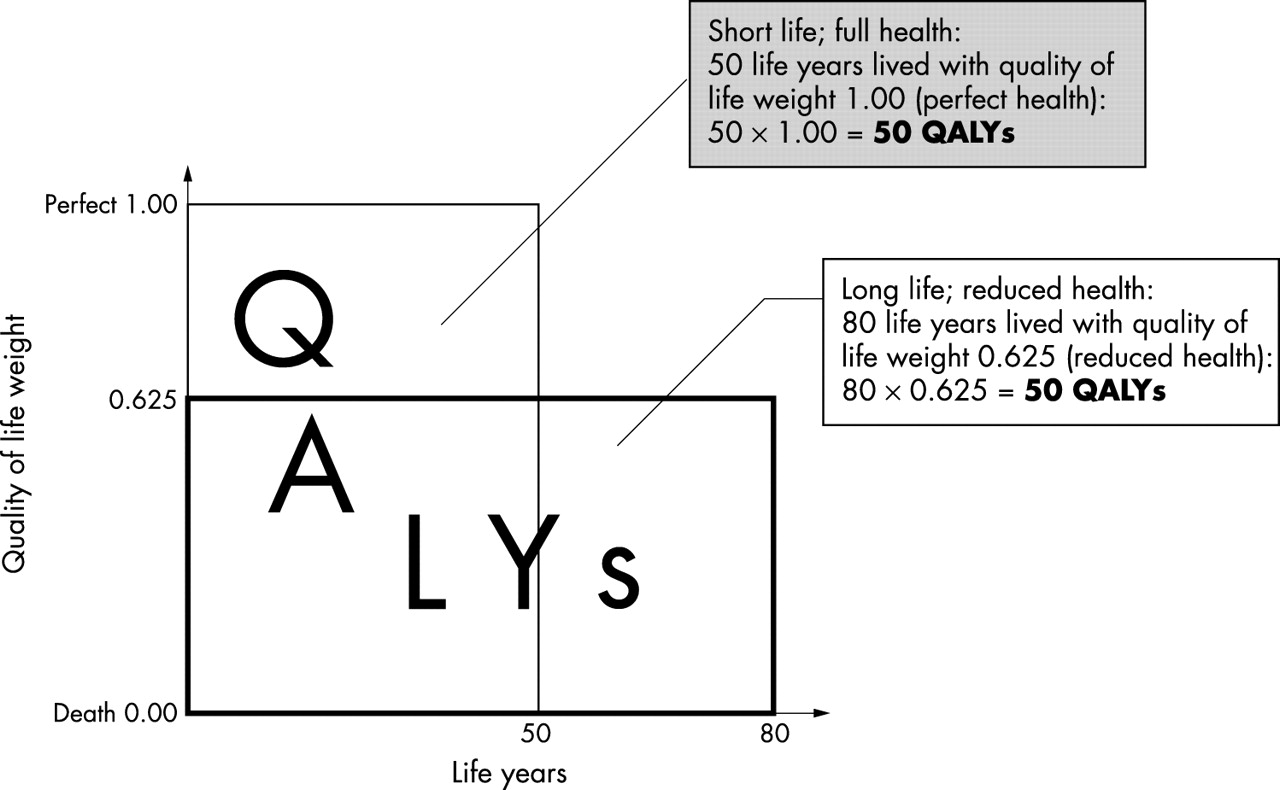 Short life; full health:
50 life years lived with quality of
life weight 1.00 (perfect health):
50 × 1.00 = 50 QALYs
Perfect 1.00
Q
Long life; reduced health:
80 life years lived with quality of
life weight 0.625 (reduced health):
80 × 0.625 = 50 QALYs
0.625
A
L Y s
Quality of life weight
Death 0.00
50
80
Life years